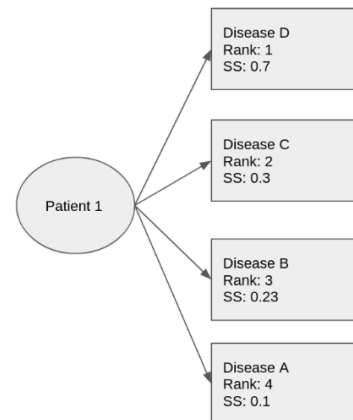 Disease D
Rank: 1
SS: 0.7
Disease C
Rank: 2
SS: 0.3
Patient 1
Disease B
Rank: 3
SS: 0.23
Disease A
Rank: 4
SS: 0.1